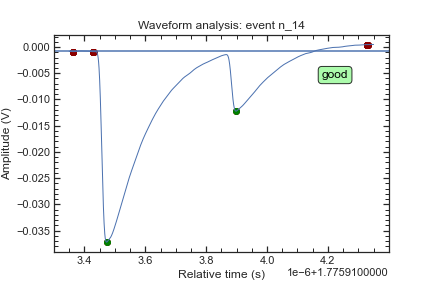 Waveform analysis: event n_14
Amplitude (V)
0.000
−0.005
−0.010
−0.015
−0.020
−0.025
−0.030
−0.035
good
3.4 3.6 3.8 4.0 4.2
1e−6+1.7759100000
Relative time (s)